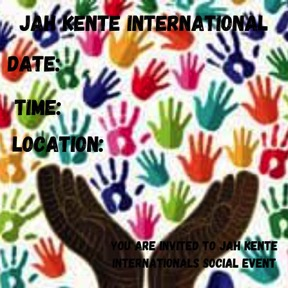 JAH KENTE INTERNATIONAL
DATE:
TIME:
LOCATION:
YOU ARE INVITED TO JAH KENTE
INTERNATIONALS SOCIAL EVENT